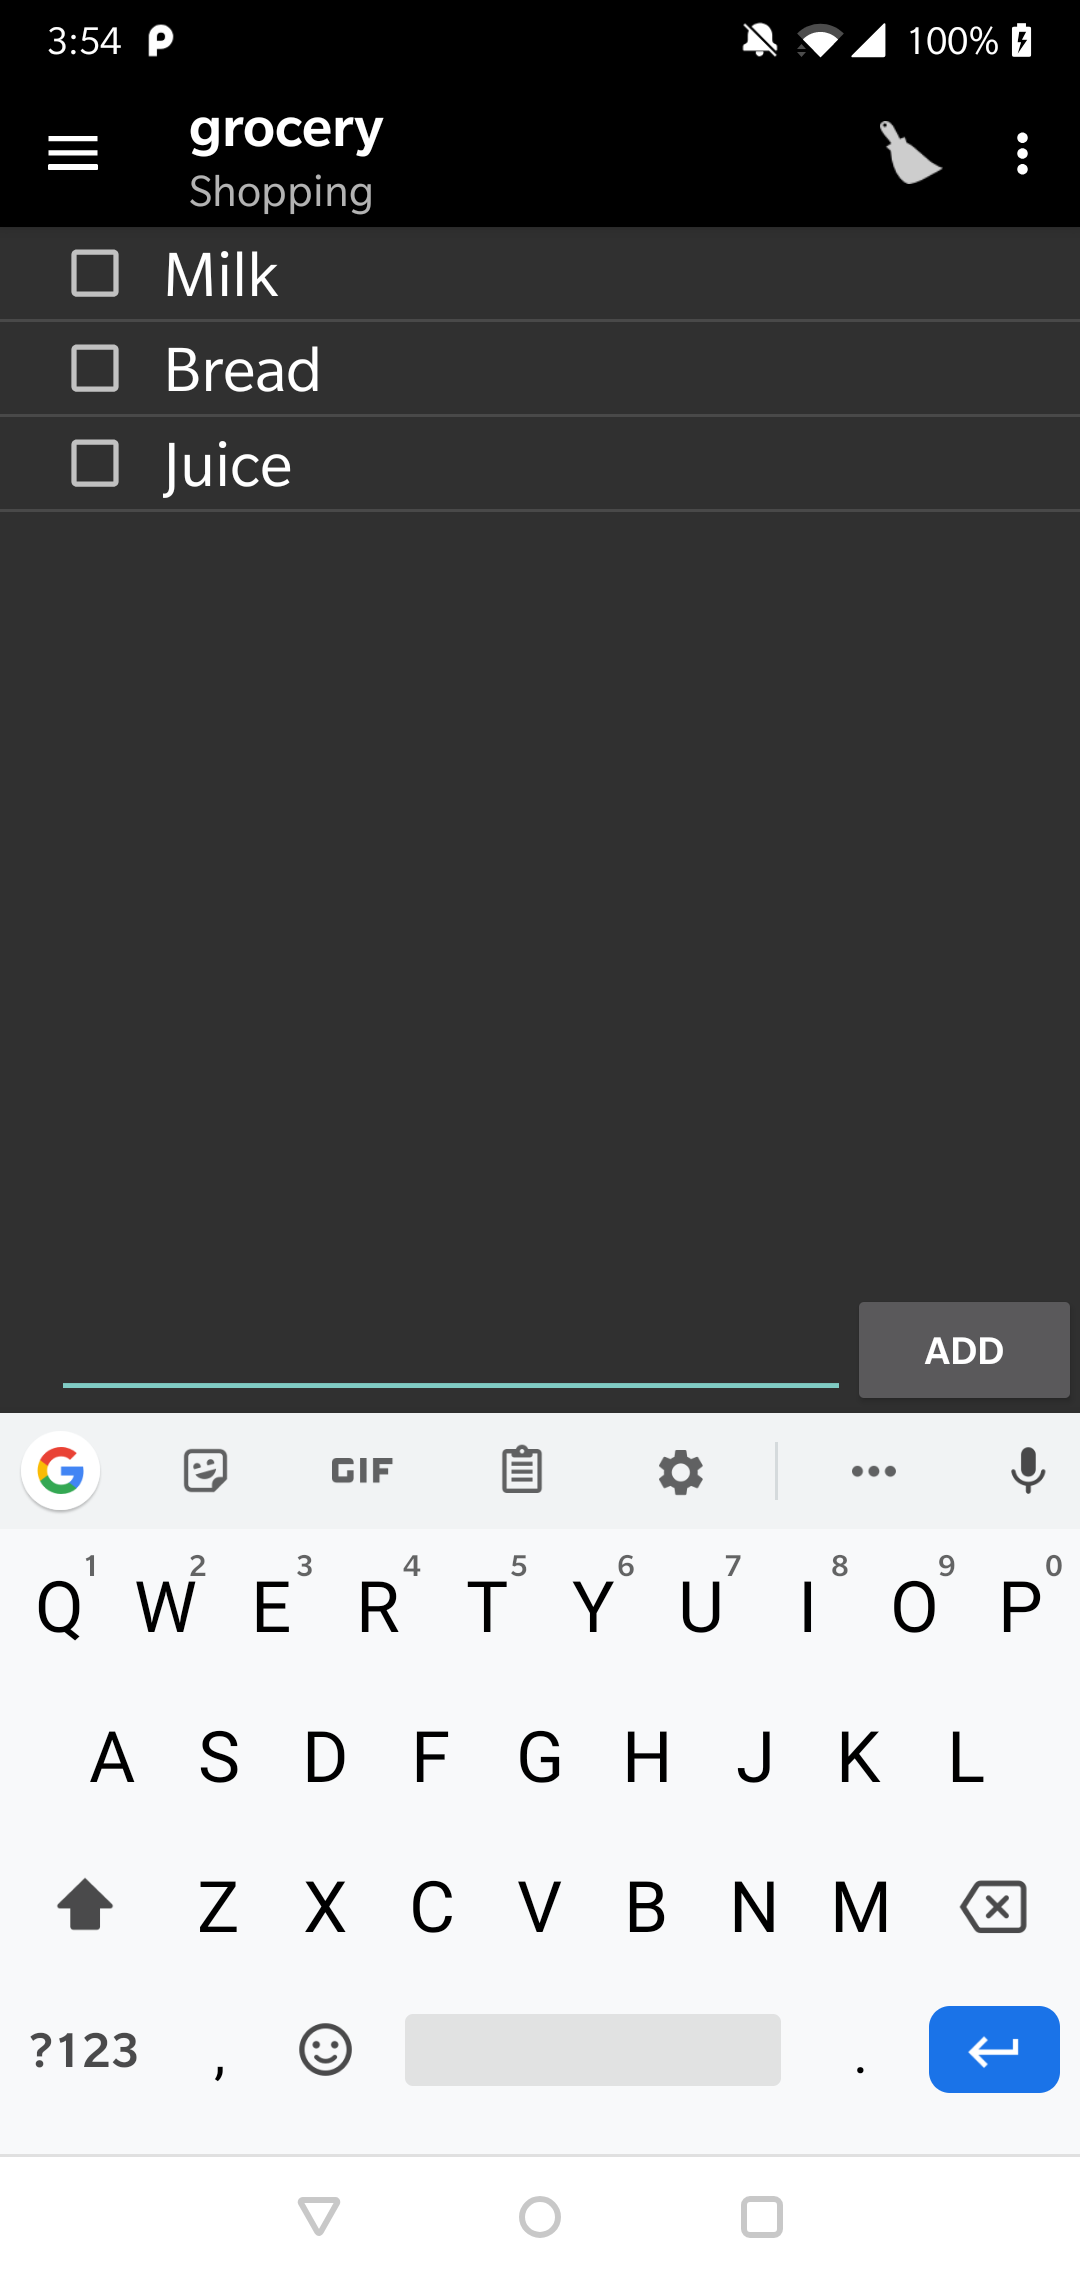 3:54 100%
grocery
Shopping
Milk
Bread
Juice
ADD
GIF
1 2 3 4 5 6 7 8 9 0
Q W E R T Y U I O P
A S D F G H J K L
Z X C V B N M
?123 , .